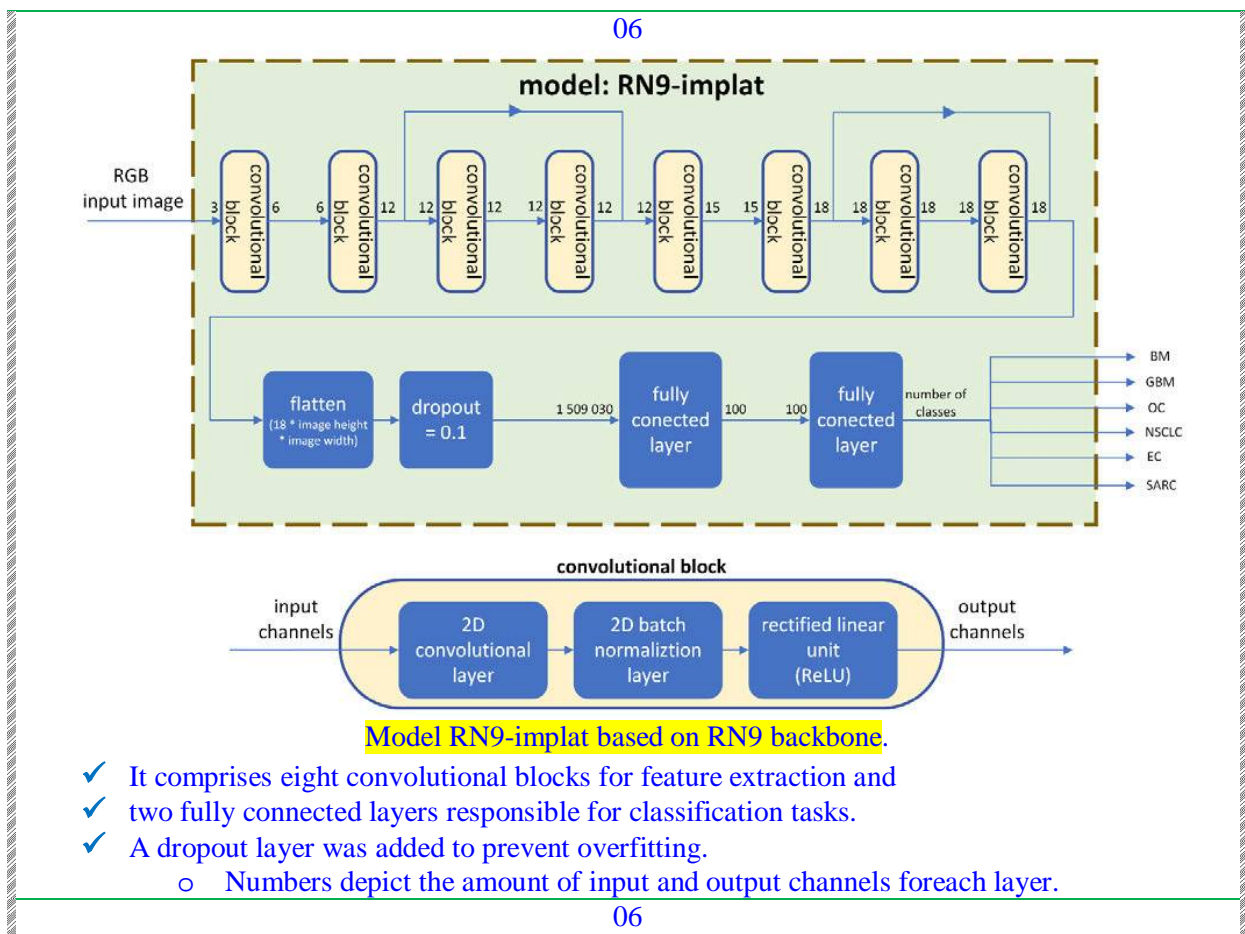 06
model: RN9-implat
RGB
input image
3
convolutional
block
6
6
convolutional
block
12
12
convolutional
block
12
12
convolutional
block
12
12
convolutional
block
15
15
convolutional
block
18
18
convolutional
block
18
18
convolutional
block
18
flatten
(18 * image height
* image width)
dropout
= 0.1
1 509 030
fully
conected
layer
100
100
fully
conected
layer
number of
classes
BM
GBM
OC
NSCLC
EC
SARC
convolutional block
input
channels
2D
convolutional
layer
2D batch
normaliztion
layer
rectified linear
unit
(ReLU)
output
channels
Model RN9-implat based on RN9 backbone.
✓ It comprises eight convolutional blocks for feature extraction and
✓ two fully connected layers responsible for classification tasks.
✓ A dropout layer was added to prevent overfitting.
o Numbers depict the amount of input and output channels foreach layer.
06